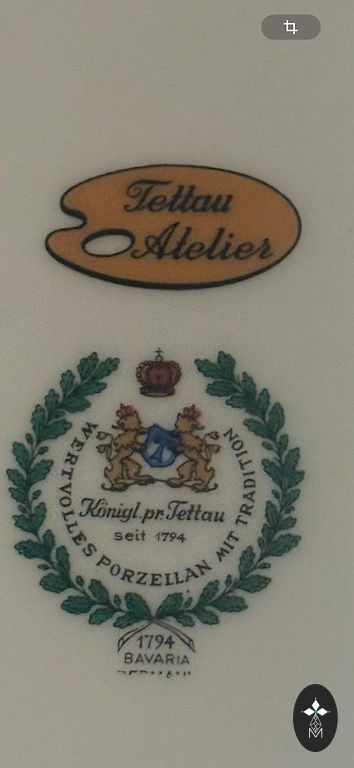 Tettau
Atelier
WERTVOLLES PORZELLAN MIT TRADITION
Königl. pr. Tettau
seit 1794
1794
BAVARIA
M